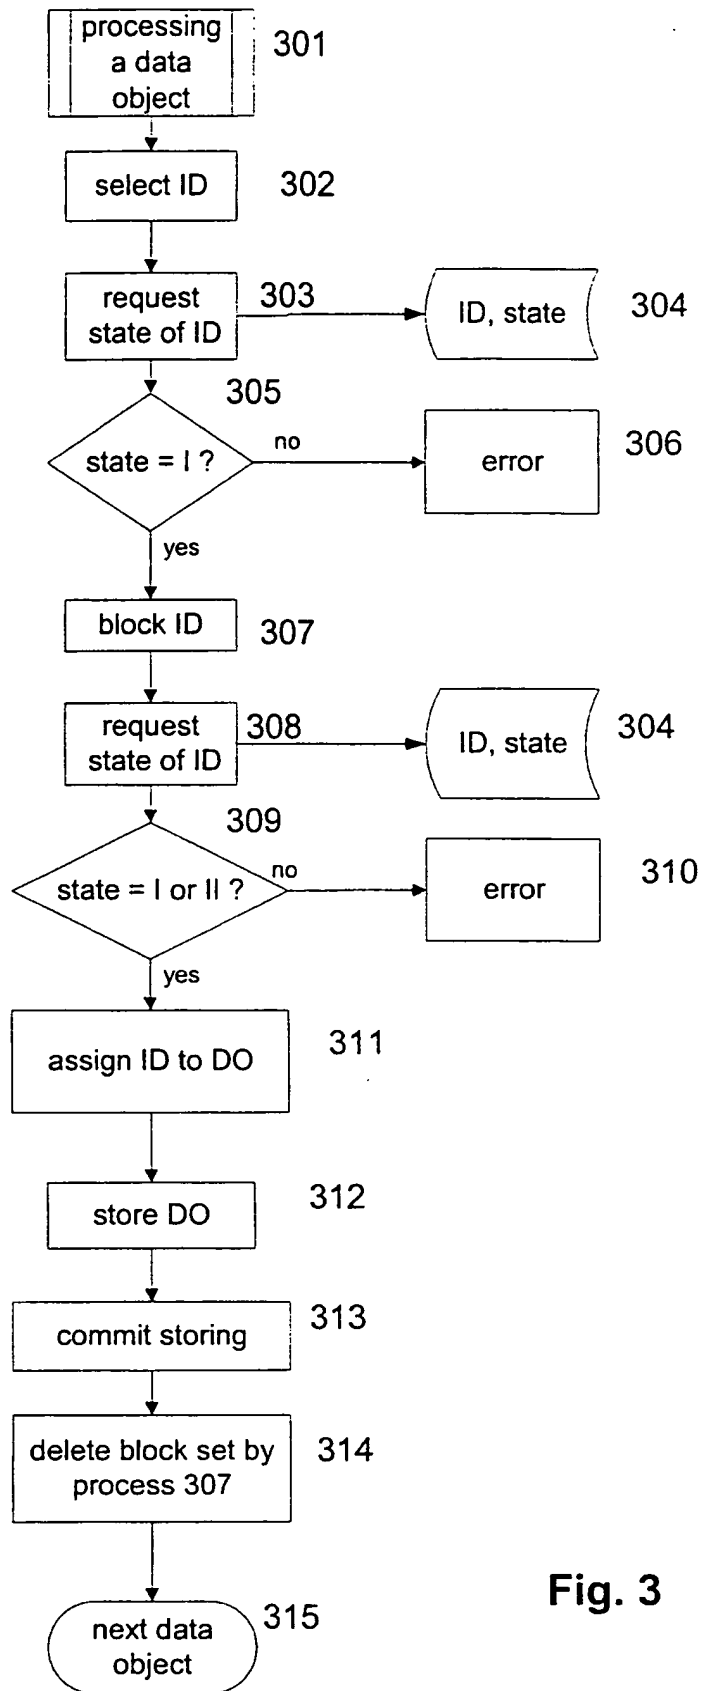 processing
a data
object
301
select ID
302
request
state of ID
303
ID, state
304
305
state = I ?
no
error
306
yes
block ID
307
request
state of ID
308
ID, state
304
309
state = I or II ?
no
error
310
yes
assign ID to DO
311
store DO
312
commit storing
313
delete block set by
process 307
314
next data
object
315
Fig. 3